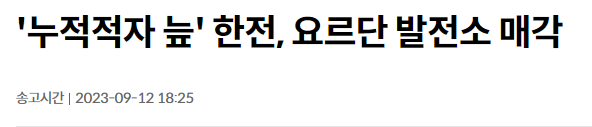 '누적적자 늪' 한전, 요르단 발전소 매각
송고시간 | 2023-09-12 18:25